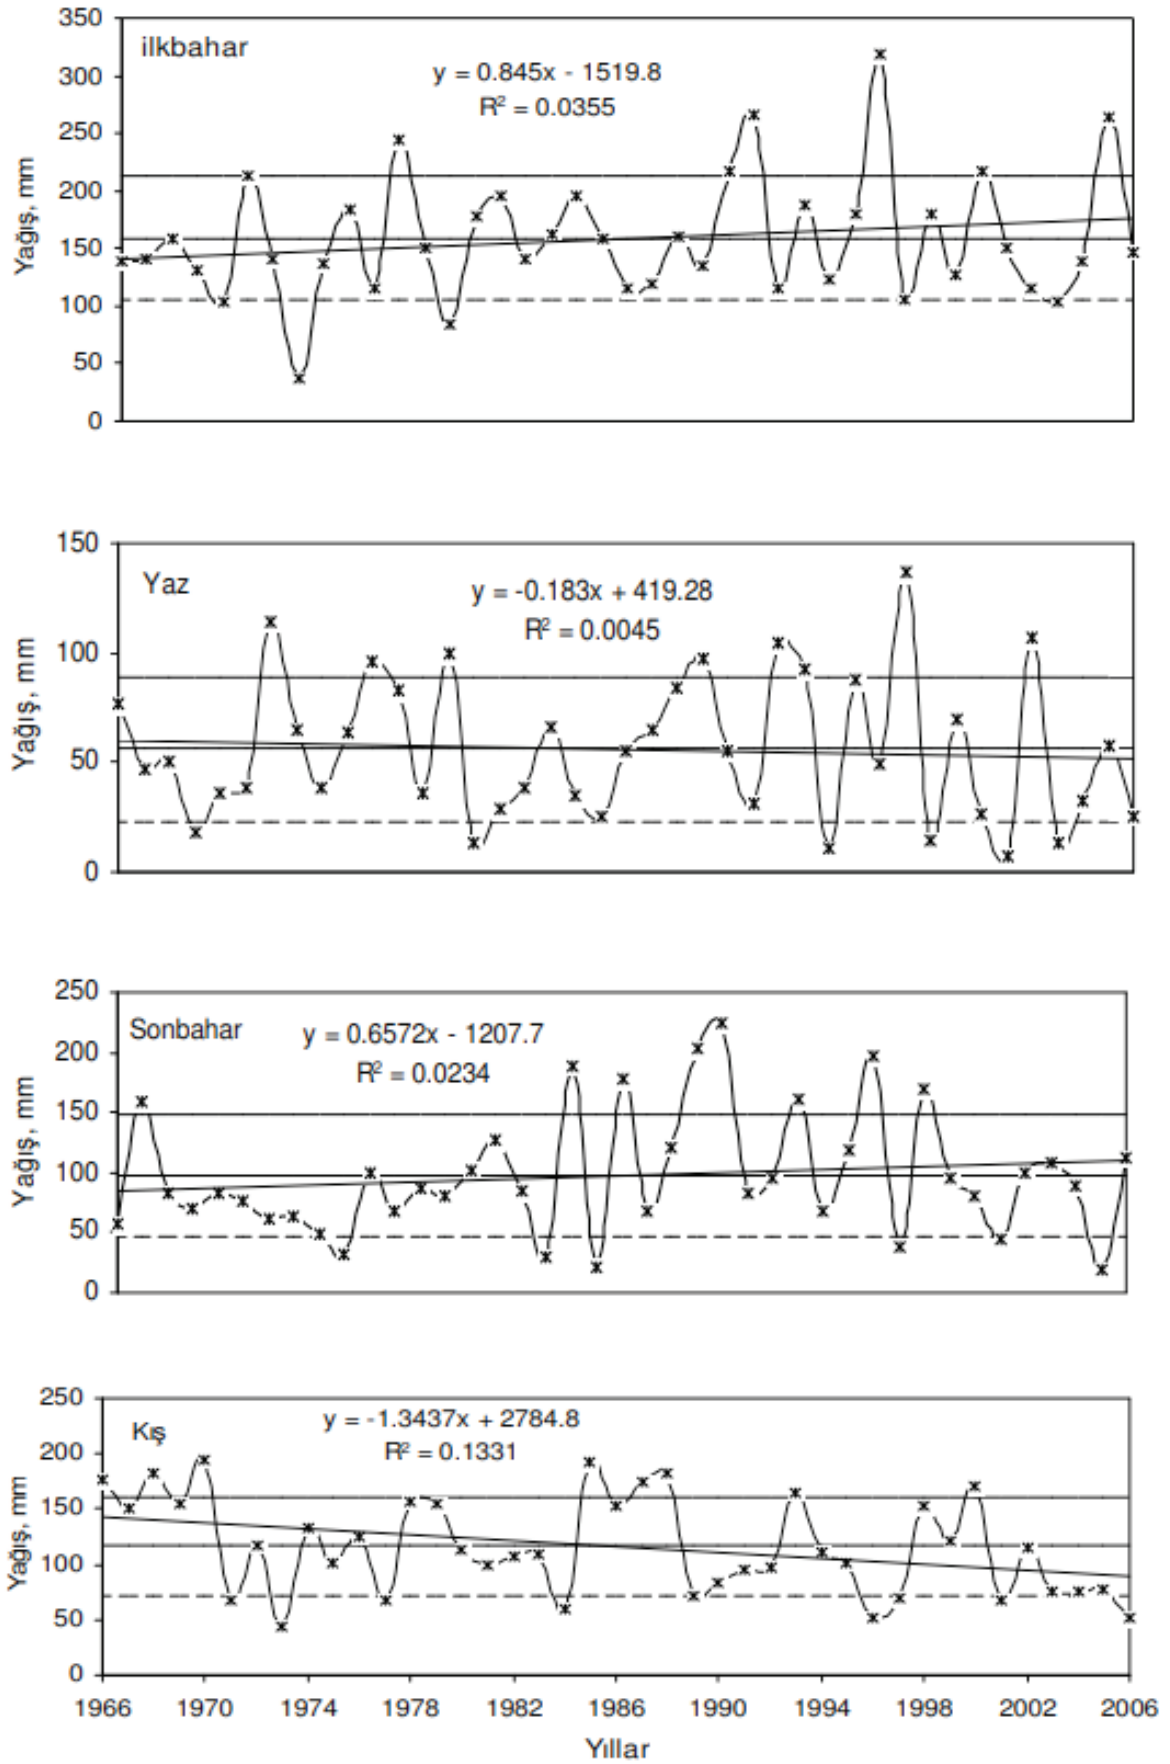 350
ilkbahar
y = 0.845x - 1519.8
300
R² = 0.0355
250
200
150
100
50
0
Yağış, mm
150
Yaz
y = -0.183x + 419.28
R² = 0.0045
100
50
0
Yağış, mm
250
Sonbahar
y = 0.6572x - 1207.7
200
R² = 0.0234
150
100
50
0
Yağış, mm
250
Kış
y = -1.3437x + 2784.8
200
R² = 0.1331
150
100
50
0
Yağış, mm
1966 1970 1974 1978 1982 1986 1990 1994 1998 2002 2006
Yıllar